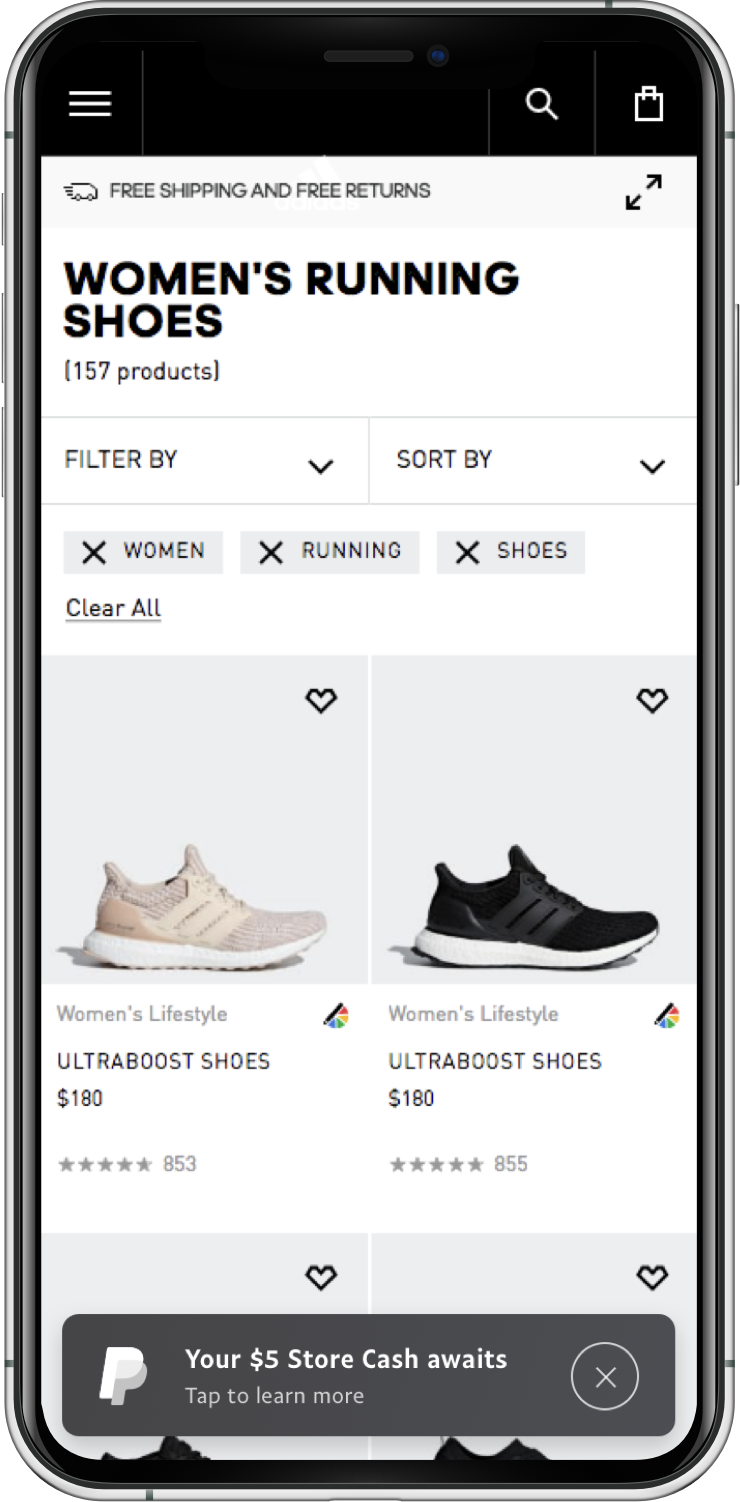 FREE SHIPPING AND FREE RETURNS
adidas
WOMEN'S RUNNING
SHOES
(157 products)
FILTER BY
SORT BY
WOMEN
RUNNING
SHOES
Clear All
Women's Lifestyle
ULTRABOOST SHOES
$180
853
Women's Lifestyle
ULTRABOOST SHOES
$180
855
Your $5 Store Cash awaits
Tap to learn more